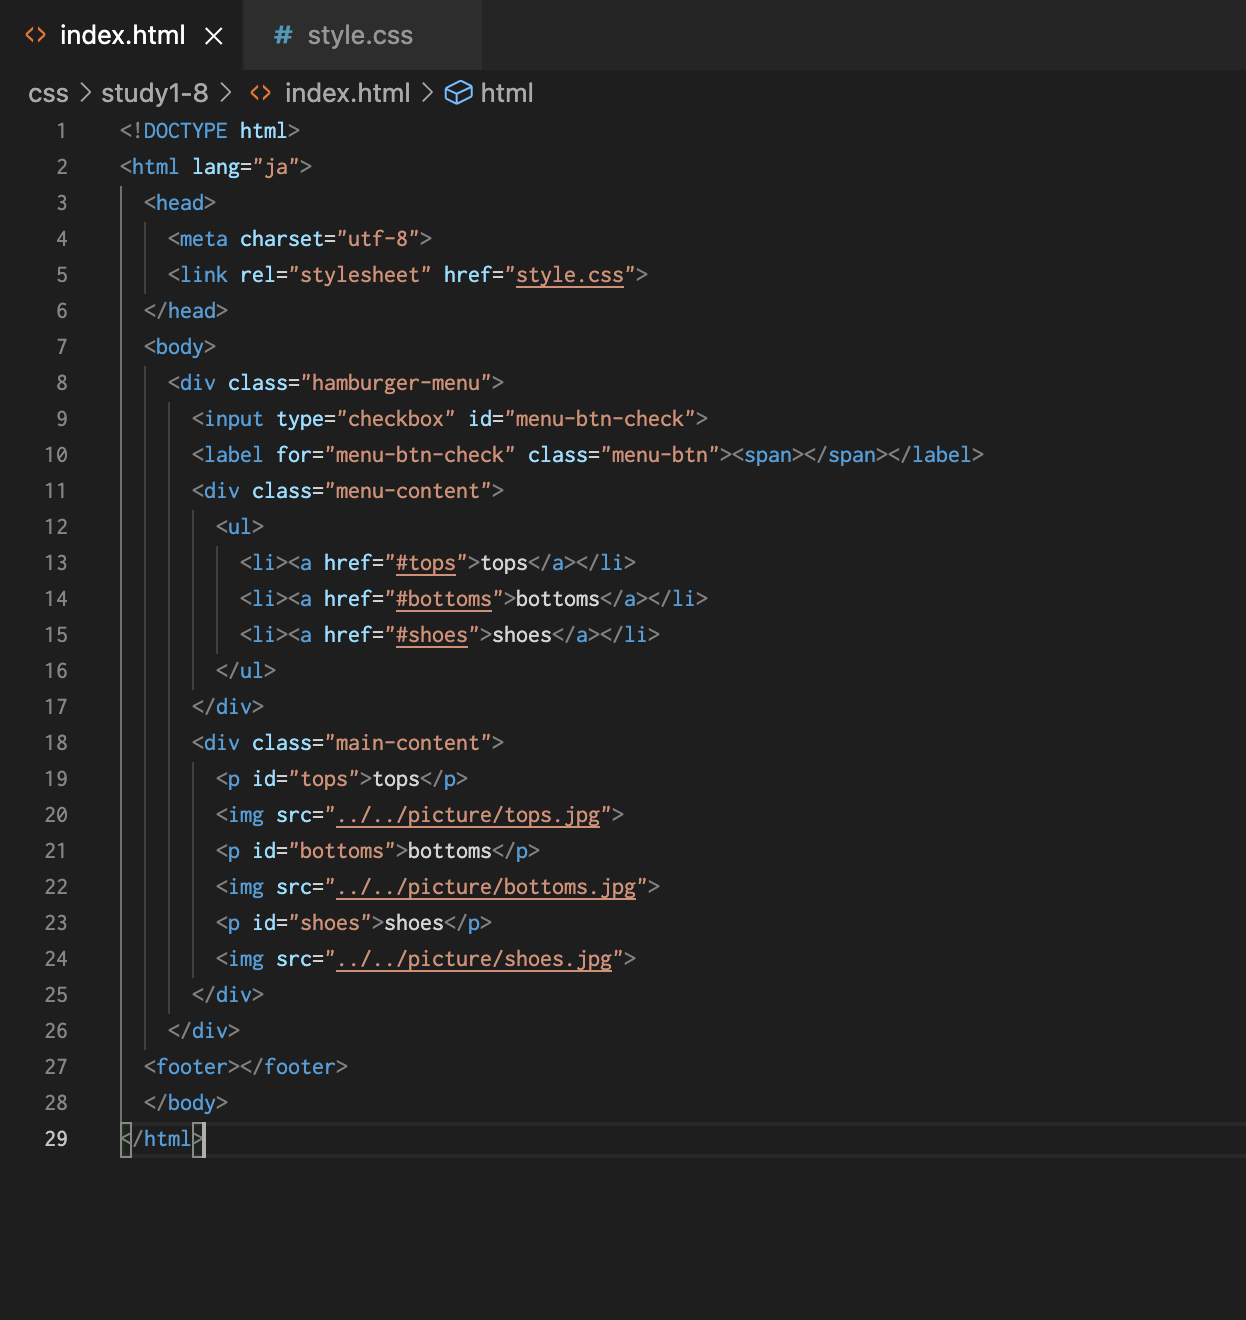 index.html × # style.css
css > study1-8 > <> index.html > html
1 <!DOCTYPE html>
2 <html lang="ja">
3 <head>
4 <meta charset="utf-8">
5 <link rel="stylesheet" href="style.css">
6 </head>
7 <body>
8 <div class="hamburger-menu">
9 <input type="checkbox" id="menu-btn-check">
10 <label for="menu-btn-check" class="menu-btn"><span></span></label>
11 <div class="menu-content">
12 <ul>
13 <li><a href="#tops">tops</a></li>
14 <li><a href="#bottoms">bottoms</a></li>
15 <li><a href="#shoes">shoes</a></li>
16 </ul>
17 </div>
18 <div class="main-content">
19 <p id="tops">tops</p>
20 <img src="../../picture/tops.jpg">
21 <p id="bottoms">bottoms</p>
22 <img src="../../picture/bottoms.jpg">
23 <p id="shoes">shoes</p>
24 <img src="../../picture/shoes.jpg">
25 </div>
26 </div>
27 <footer></footer>
28 </body>
29 </html>